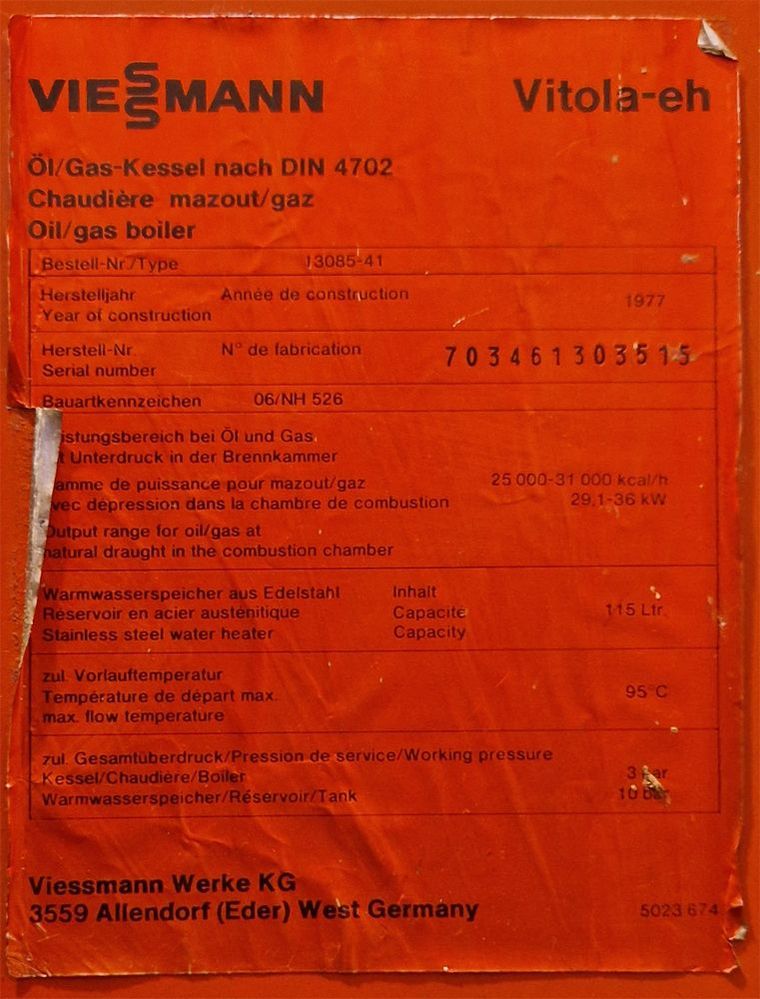 VIESSMANN Vitola-eh
Öl/Gas-Kessel nach DIN 4702
Chaudière mazout/gaz
Oil/gas boiler
Bestell-Nr./Type 13085-41
Herstelljahr Année de construction
Year of construction 1977
Herstell-Nr. N° de fabrication
Serial number 703461303515
Bauartkennzeichen 06/NH 526
istungsbereich bei Öl und Gas
t Unterdruck in der Brennkammer
amme de puissance pour mazout/gaz 25 000-31 000 kcal/h
vec dépression dans la chambre de combustion 29,1-36 kW
Output range for oil/gas at
natural draught in the combustion chamber
Warmwasserspeicher aus Edelstahl Inhalt
Réservoir en acier austénitique Capacité 115 Ltr.
Stainless steel water heater Capacity
zul. Vorlauftemperatur
Température de départ max. 95°C
max. flow temperature
zul. Gesamtüberdruck/Pression de service/Working pressure
Kessel/Chaudière/Boiler 3 bar
Warmwasserspeicher/Réservoir/Tank 10 bar
Viessmann Werke KG
3559 Allendorf (Eder) West Germany 5023 674